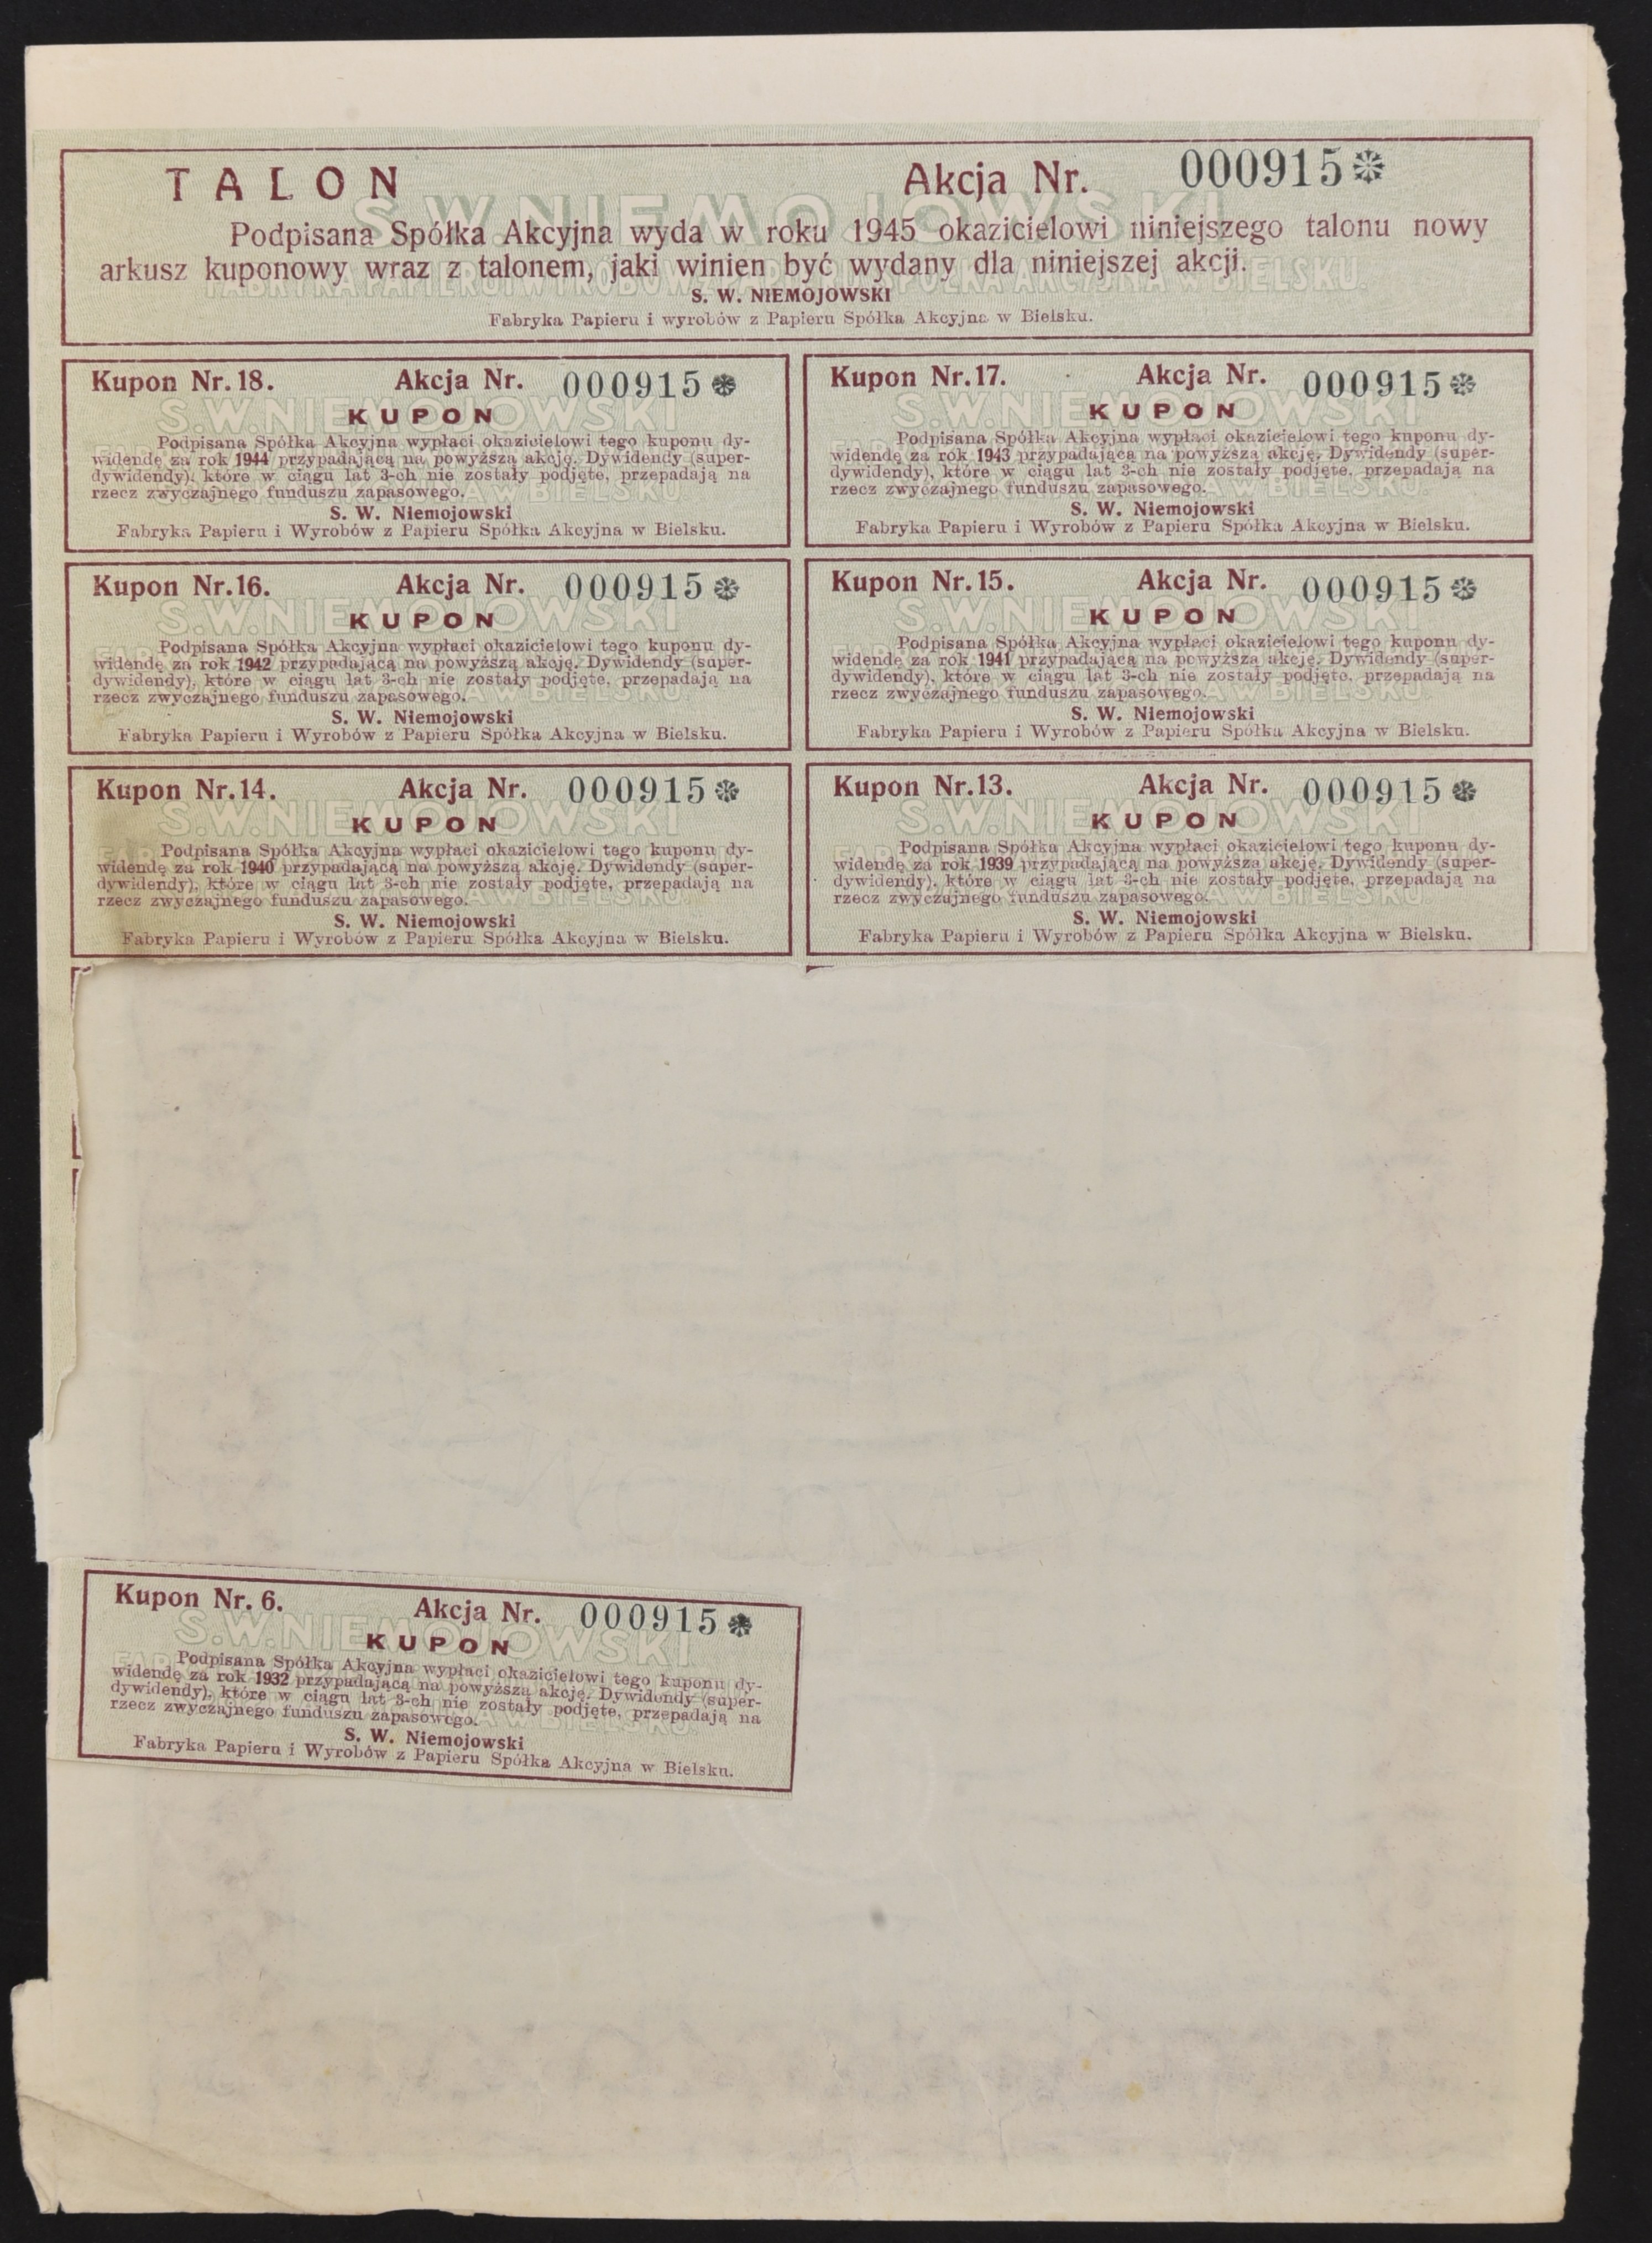 TALON Akcja Nr. 000915
Podpisana Spółka Akcyjna wyda w roku 1945 okazicielowi niniejszego talonu nowy
arkusz kuponowy wraz z talonem, jaki winien być wydany dla niniejszej akcji.
S. W. NIEMOJOWSKI
Fabryka Papieru i wyrobów z Papieru Spółka Akcyjna w Bielsku.
Kupon Nr. 18. Akcja Nr. 000915
KUPON
Podpisana Spółka Akcyjna wypłaci okazicielowi tego kuponu dy-
widendę za rok 1944 przypadającą na powyższą akcję. Dywidendy (super-
dywidendy), które w ciągu lat 3-ch nie zostały podjęte, przepadają na
rzecz zwyczajnego funduszu zapasowego.
S. W. Niemojowski
Fabryka Papieru i Wyrobów z Papieru Spółka Akcyjna w Bielsku.
Kupon Nr. 17. Akcja Nr. 000915
KUPON
Podpisana Spółka Akcyjna wypłaci okazicielowi tego kuponu dy-
widendę za rok 1943 przypadającą na powyższą akcję. Dywidendy (super-
dywidendy), które w ciągu lat 3-ch nie zostały podjęte, przepadają na
rzecz zwyczajnego funduszu zapasowego.
S. W. Niemojowski
Fabryka Papieru i Wyrobów z Papieru Spółka Akcyjna w Bielsku.
Kupon Nr. 16. Akcja Nr. 000915
KUPON
Podpisana Spółka Akcyjna wypłaci okazicielowi tego kuponu dy-
widendę za rok 1942 przypadającą na powyższą akcję. Dywidendy (super-
dywidendy), które w ciągu lat 3-ch nie zostały podjęte, przepadają na
rzecz zwyczajnego funduszu zapasowego.
S. W. Niemojowski
Fabryka Papieru i Wyrobów z Papieru Spółka Akcyjna w Bielsku.
Kupon Nr. 15. Akcja Nr. 000915
KUPON
Podpisana Spółka Akcyjna wypłaci okazicielowi tego kuponu dy-
widendę za rok 1941 przypadającą na powyższą akcję. Dywidendy (super-
dywidendy), które w ciągu lat 3-ch nie zostały podjęte, przepadają na
rzecz zwyczajnego funduszu zapasowego.
S. W. Niemojowski
Fabryka Papieru i Wyrobów z Papieru Spółka Akcyjna w Bielsku.
Kupon Nr. 14. Akcja Nr. 000915
KUPON
Podpisana Spółka Akcyjna wypłaci okazicielowi tego kuponu dy-
widendę za rok 1940 przypadającą na powyższą akcję. Dywidendy (super-
dywidendy), które w ciągu lat 3-ch nie zostały podjęte, przepadają na
rzecz zwyczajnego funduszu zapasowego.
S. W. Niemojowski
Fabryka Papieru i Wyrobów z Papieru Spółka Akcyjna w Bielsku.
Kupon Nr. 13. Akcja Nr. 000915
KUPON
Podpisana Spółka Akcyjna wypłaci okazicielowi tego kuponu dy-
widendę za rok 1939 przypadającą na powyższą akcję. Dywidendy (super-
dywidendy), które w ciągu lat 3-ch nie zostały podjęte, przepadają na
rzecz zwyczajnego funduszu zapasowego.
S. W. Niemojowski
Fabryka Papieru i Wyrobów z Papieru Spółka Akcyjna w Bielsku.
Kupon Nr. 6. Akcja Nr. 000915
KUPON
Podpisana Spółka Akcyjna wypłaci okazicielowi tego kuponu dy-
widendę za rok 1932 przypadającą na powyższą akcję. Dywidendy (super-
dywidendy), które w ciągu lat 3-ch nie zostały podjęte, przepadają na
rzecz zwyczajnego funduszu zapasowego.
S. W. Niemojowski
Fabryka Papieru i Wyrobów z Papieru Spółka Akcyjna w Bielsku.